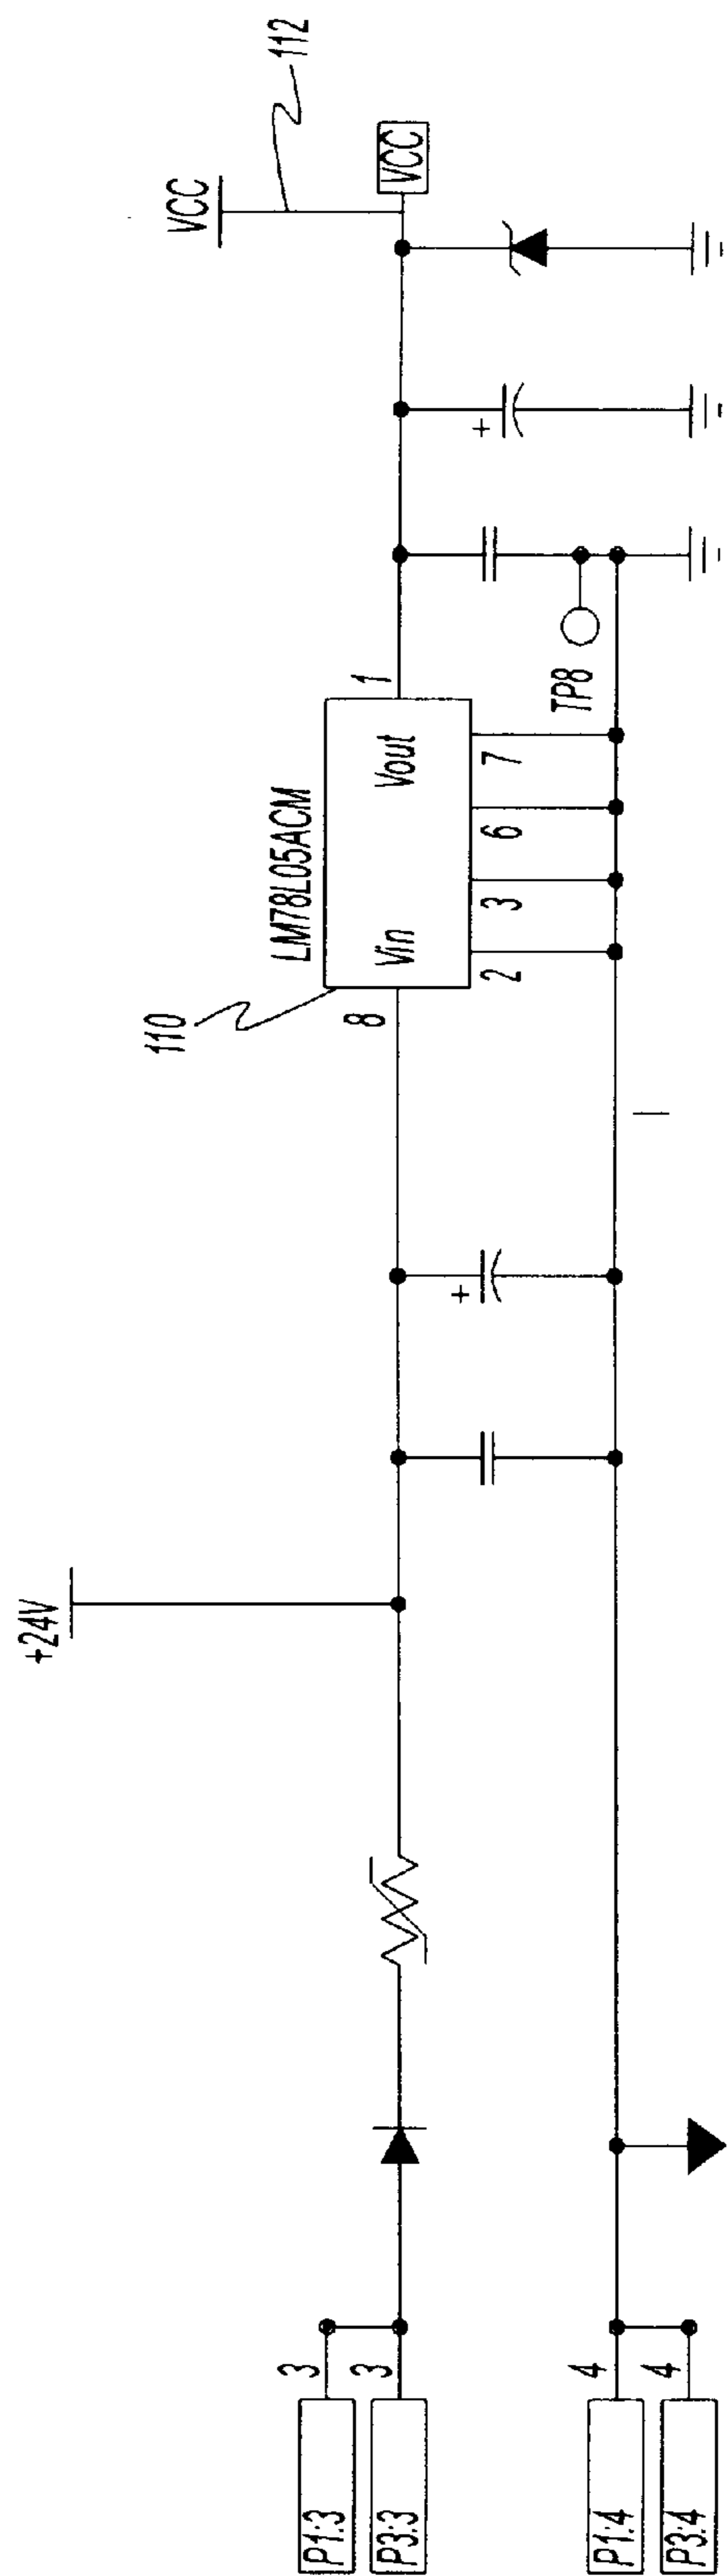 +24V
VCC
112
VCC
110
LM78L05ACM
8
Vin
Vout
1
2
3
6
7
TP8
+
+
P1:3
3
P3:3
3
P1:4
4
P3:4
4